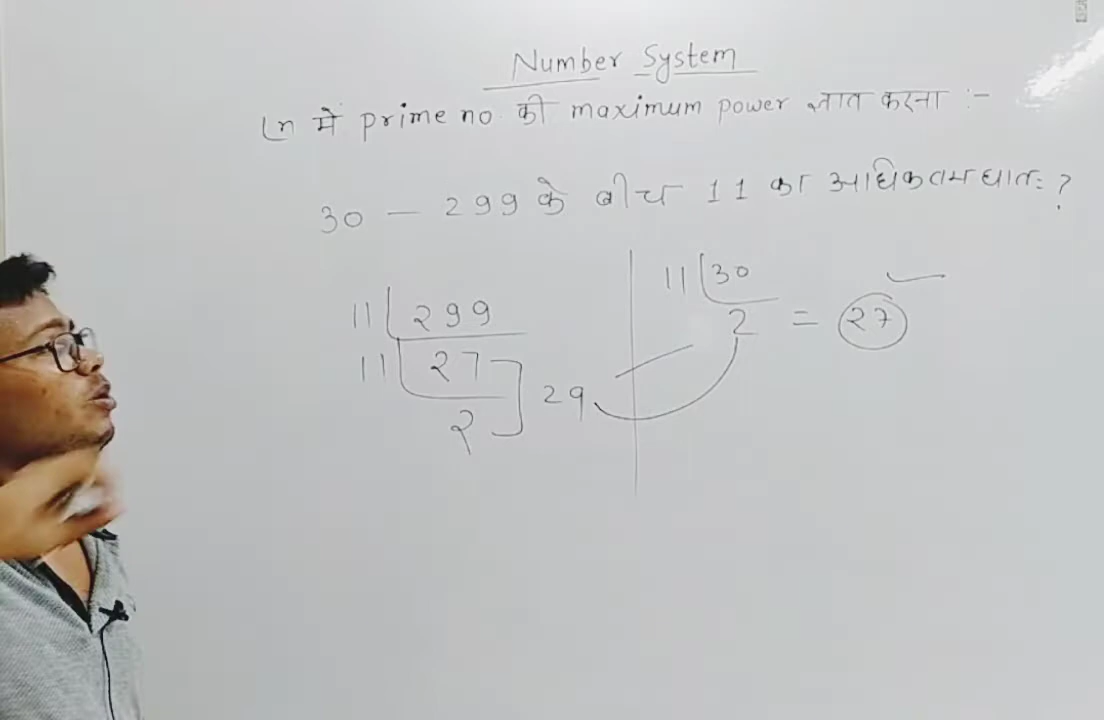 Number System
Ln में prime no. की maximum power ज्ञात करना :-
30 - 299 के बीच 11 का अधिकतम घात: ?
11 299
11 27
2
29
11 30
2 = 27